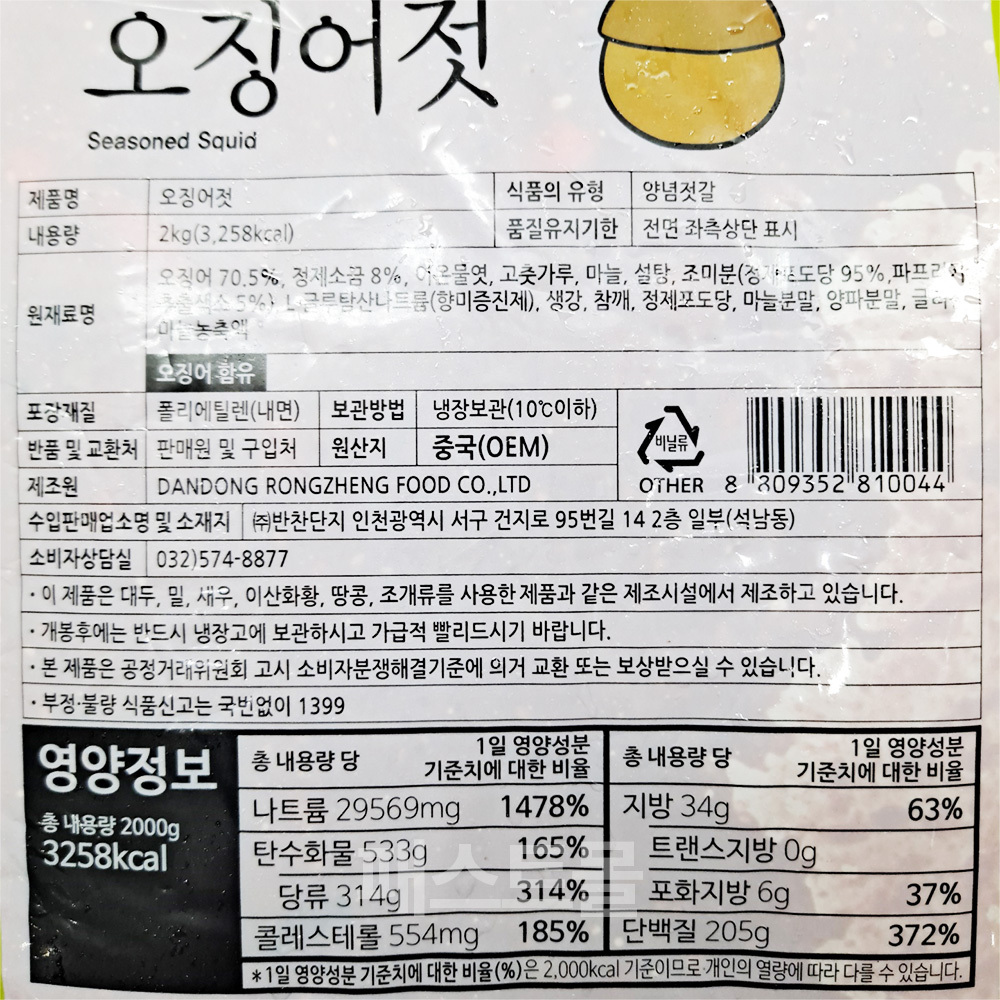 오징어젓
Seasoned Squid
제품명 오징어젓 식품의 유형 양념젓갈
내용량 2kg(3,258kcal) 품질유지기한 전면 좌측상단 표시
원재료명 오징어 70.5%, 정제소금 8%, 이온물엿, 고춧가루, 마늘, 설탕, 조미분(정제포도당 95%,파프리카
추출색소 5%), L-글루탐산나트륨(향미증진제), 생강, 참깨, 정제포도당, 마늘분말, 양파분말,
마늘농축액
오징어 함유
포장재질 폴리에틸렌(내면) 보관방법 냉장보관(10℃이하)
반품 및 교환처 판매원 및 구입처 원산지 중국(OEM)
비닐류
OTHER
8 809352 810044
제조원 DANDONG RONGZHENG FOOD CO.,LTD
수입판매업소명 및 소재지 ㈜반찬단지 인천광역시 서구 건지로 95번길 14 2층 일부(석남동)
소비자상담실 032)574-8877
· 이 제품은 대두, 밀, 새우, 이산화황, 땅콩, 조개류를 사용한 제품과 같은 제조시설에서 제조하고 있습니다.
· 개봉후에는 반드시 냉장고에 보관하시고 가급적 빨리드시기 바랍니다.
· 본 제품은 공정거래위원회 고시 소비자분쟁해결기준에 의거 교환 또는 보상받으실 수 있습니다.
· 부정·불량 식품신고는 국번없이 1399
영양정보
총 내용량 2000g
3258kcal
총 내용량 당 1일 영양성분 기준치에 대한 비율 총 내용량 당 1일 영양성분 기준치에 대한 비율
나트륨 29569mg 1478% 지방 34g 63%
탄수화물 533g 165% 트랜스지방 0g
당류 314g 314% 포화지방 6g 37%
콜레스테롤 554mg 185% 단백질 205g 372%
*1일 영양성분 기준치에 대한 비율(%)은 2,000kcal 기준이므로 개인의 열량에 따라 다를 수 있습니다.